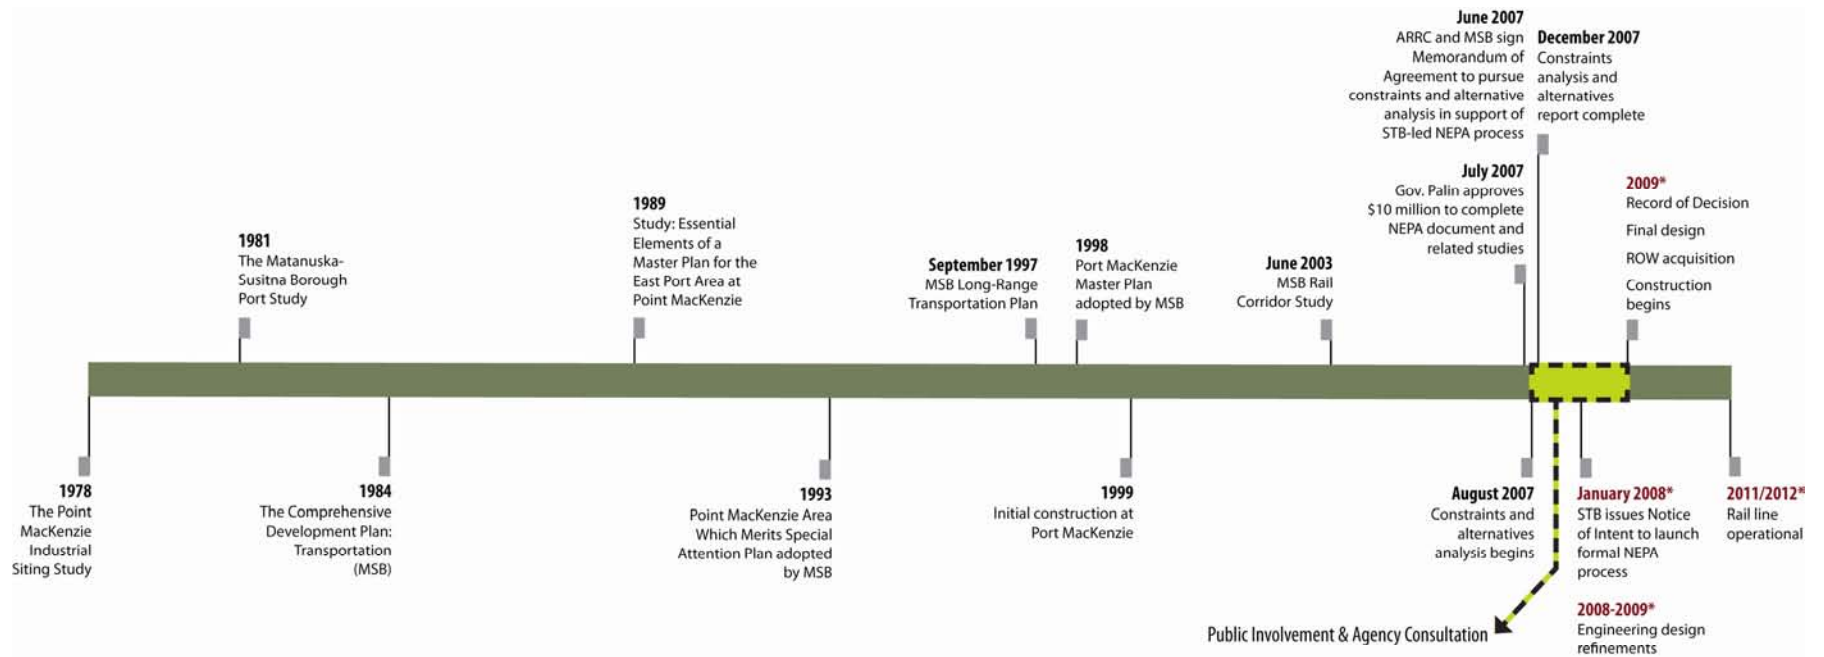 June 2007
ARRC and MSB sign
Memorandum of
Agreement to pursue
constraints and alternative
analysis in support of
STB-led NEPA process
December 2007
Constraints
analysis and
alternatives
report complete
July 2007
Gov. Palin approves
$10 million to complete
NEPA document and
related studies
2009*
Record of Decision
Final design
ROW acquisition
Construction
begins
1981
The Matanuska-
Susitna Borough
Port Study
1989
Study: Essential
Elements of a
Master Plan for the
East Port Area at
Point MacKenzie
September 1997
MSB Long-Range
Transportation Plan
1998
Port MacKenzie
Master Plan
adopted by MSB
June 2003
MSB Rail
Corridor Study
1978
The Point
MacKenzie
Industrial
Siting Study
1984
The Comprehensive
Development Plan:
Transportation
(MSB)
1993
Point MacKenzie Area
Which Merits Special
Attention Plan adopted
by MSB
1999
Initial construction at
Port MacKenzie
August 2007
Constraints and
alternatives
analysis begins
January 2008*
STB issues Notice
of Intent to launch
formal NEPA
process
2008-2009*
Engineering design
refinements
2011/2012*
Rail line
operational
Public Involvement & Agency Consultation